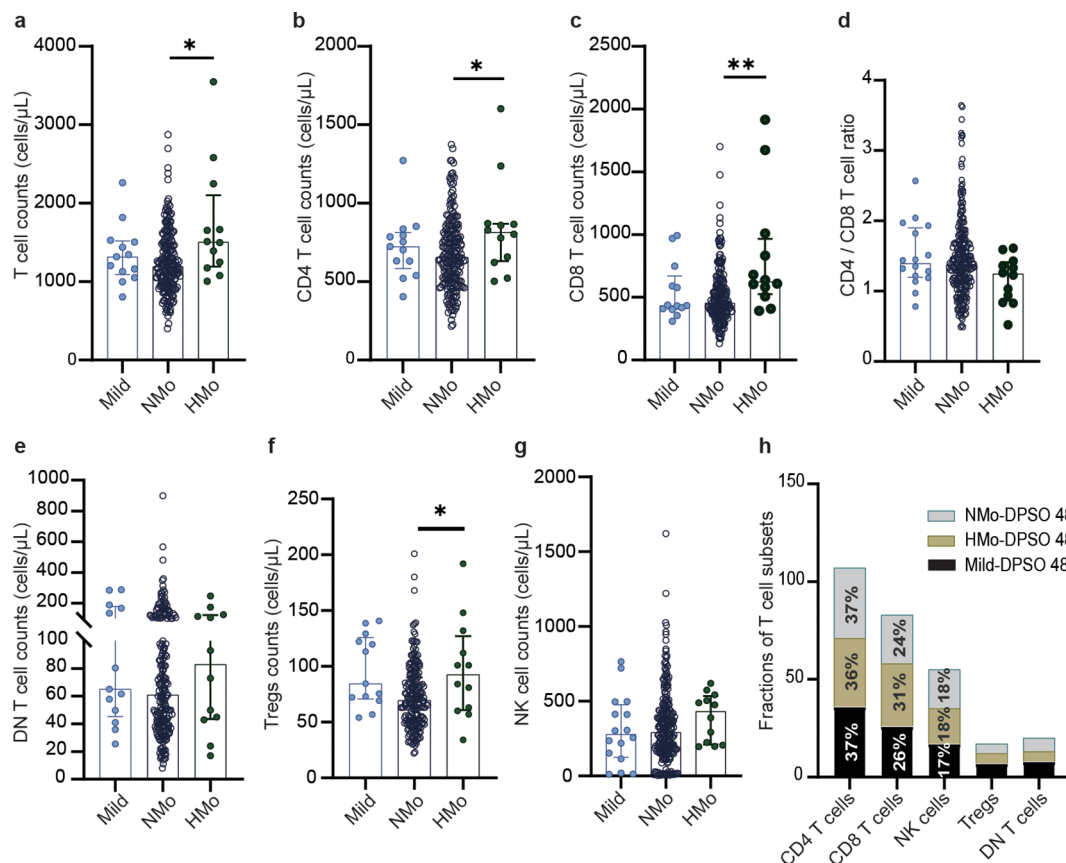 a
T cell counts (cells/µL)
4000
3000
2000
1000
0
*
Mild
NMo
HMo
b
CD4 T cell counts (cells/µL)
2000
1500
1000
500
0
*
Mild
NMo
HMo
c
CD8 T cell counts (cells/µL)
2500
2000
1500
1000
500
0
**
Mild
NMo
HMo
d
CD4 / CD8 T cell ratio
4
3
2
1
0
Mild
NMo
HMo
e
DN T cell counts (cells/µL)
1000
800
600
400
200
100
80
60
40
20
0
Mild
NMo
HMo
f
Tregs counts (cells/µL)
250
200
150
100
50
0
*
Mild
NMo
HMo
g
NK cell counts (cells/µL)
2000
1500
1000
500
0
Mild
NMo
HMo
h
Fractions of T cell subsets
150
100
50
0
NMo-DPSO 48
HMo-DPSO 48
Mild-DPSO 48
37%
36%
37%
24%
31%
26%
18%
18%
17%
CD4 T cells
CD8 T cells
NK cells
Tregs
DN T cells